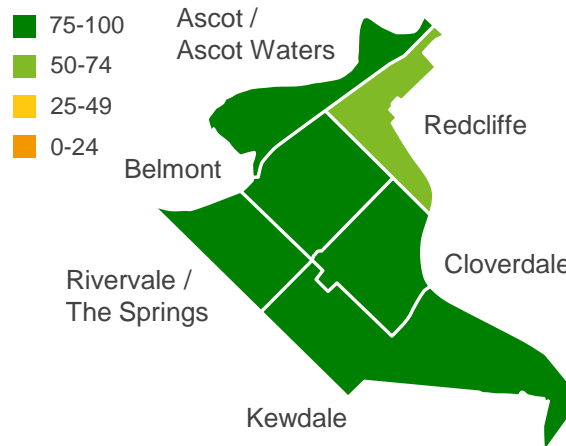 75-100
50-74
25-49
0-24
Ascot /
Ascot Waters
Redcliffe
Belmont
Cloverdale
Rivervale /
The Springs
Kewdale